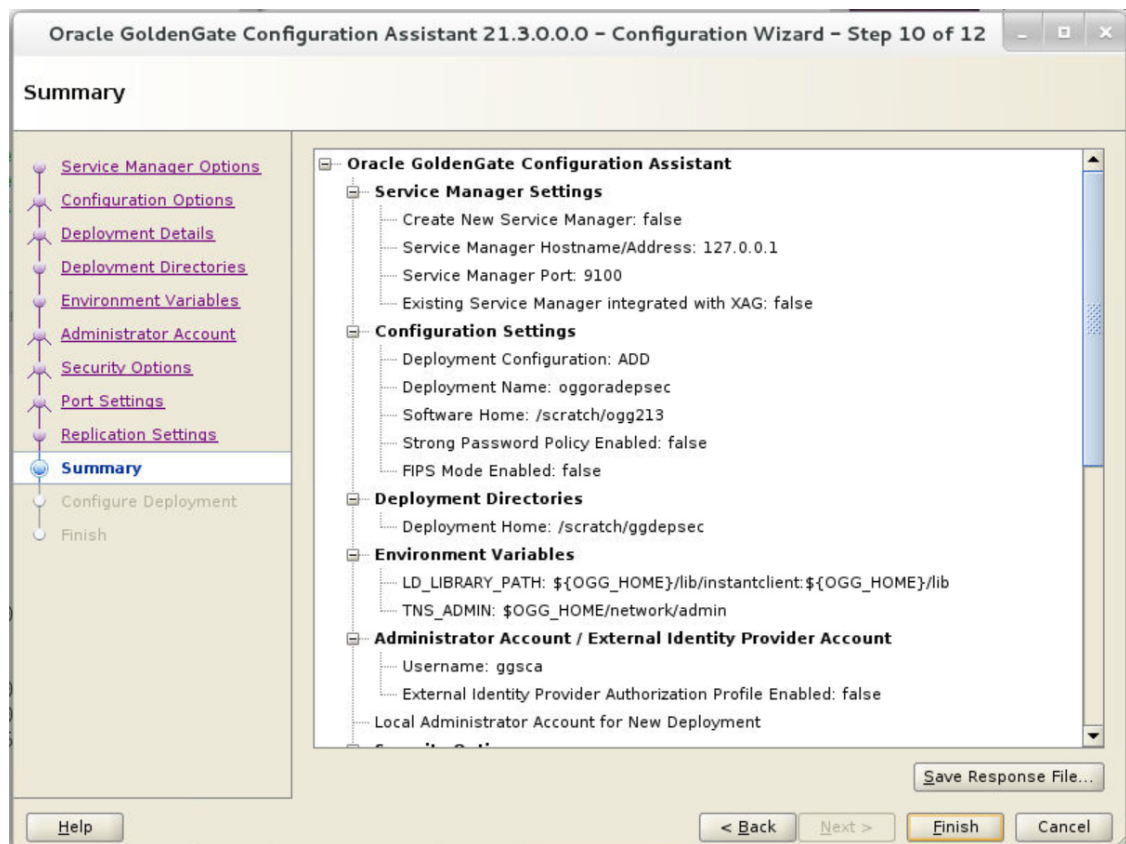 Oracle GoldenGate Configuration Assistant 21.3.0.0.0 - Configuration Wizard - Step 10 of 12
Summary
Service Manager Options
Configuration Options
Deployment Details
Deployment Directories
Environment Variables
Administrator Account
Security Options
Port Settings
Replication Settings
Summary
Configure Deployment
Finish
Oracle GoldenGate Configuration Assistant
Service Manager Settings
Create New Service Manager: false
Service Manager Hostname/Address: 127.0.0.1
Service Manager Port: 9100
Existing Service Manager integrated with XAG: false
Configuration Settings
Deployment Configuration: ADD
Deployment Name: oggoradepsec
Software Home: /scratch/ogg213
Strong Password Policy Enabled: false
FIPS Mode Enabled: false
Deployment Directories
Deployment Home: /scratch/ggdepsec
Environment Variables
LD_LIBRARY_PATH: ${OGG_HOME}/lib/instantclient:${OGG_HOME}/lib
TNS_ADMIN: $OGG_HOME/network/admin
Administrator Account / External Identity Provider Account
Username: ggsca
External Identity Provider Authorization Profile Enabled: false
Local Administrator Account for New Deployment
Save Response File...
Help
< Back
Next >
Finish
Cancel